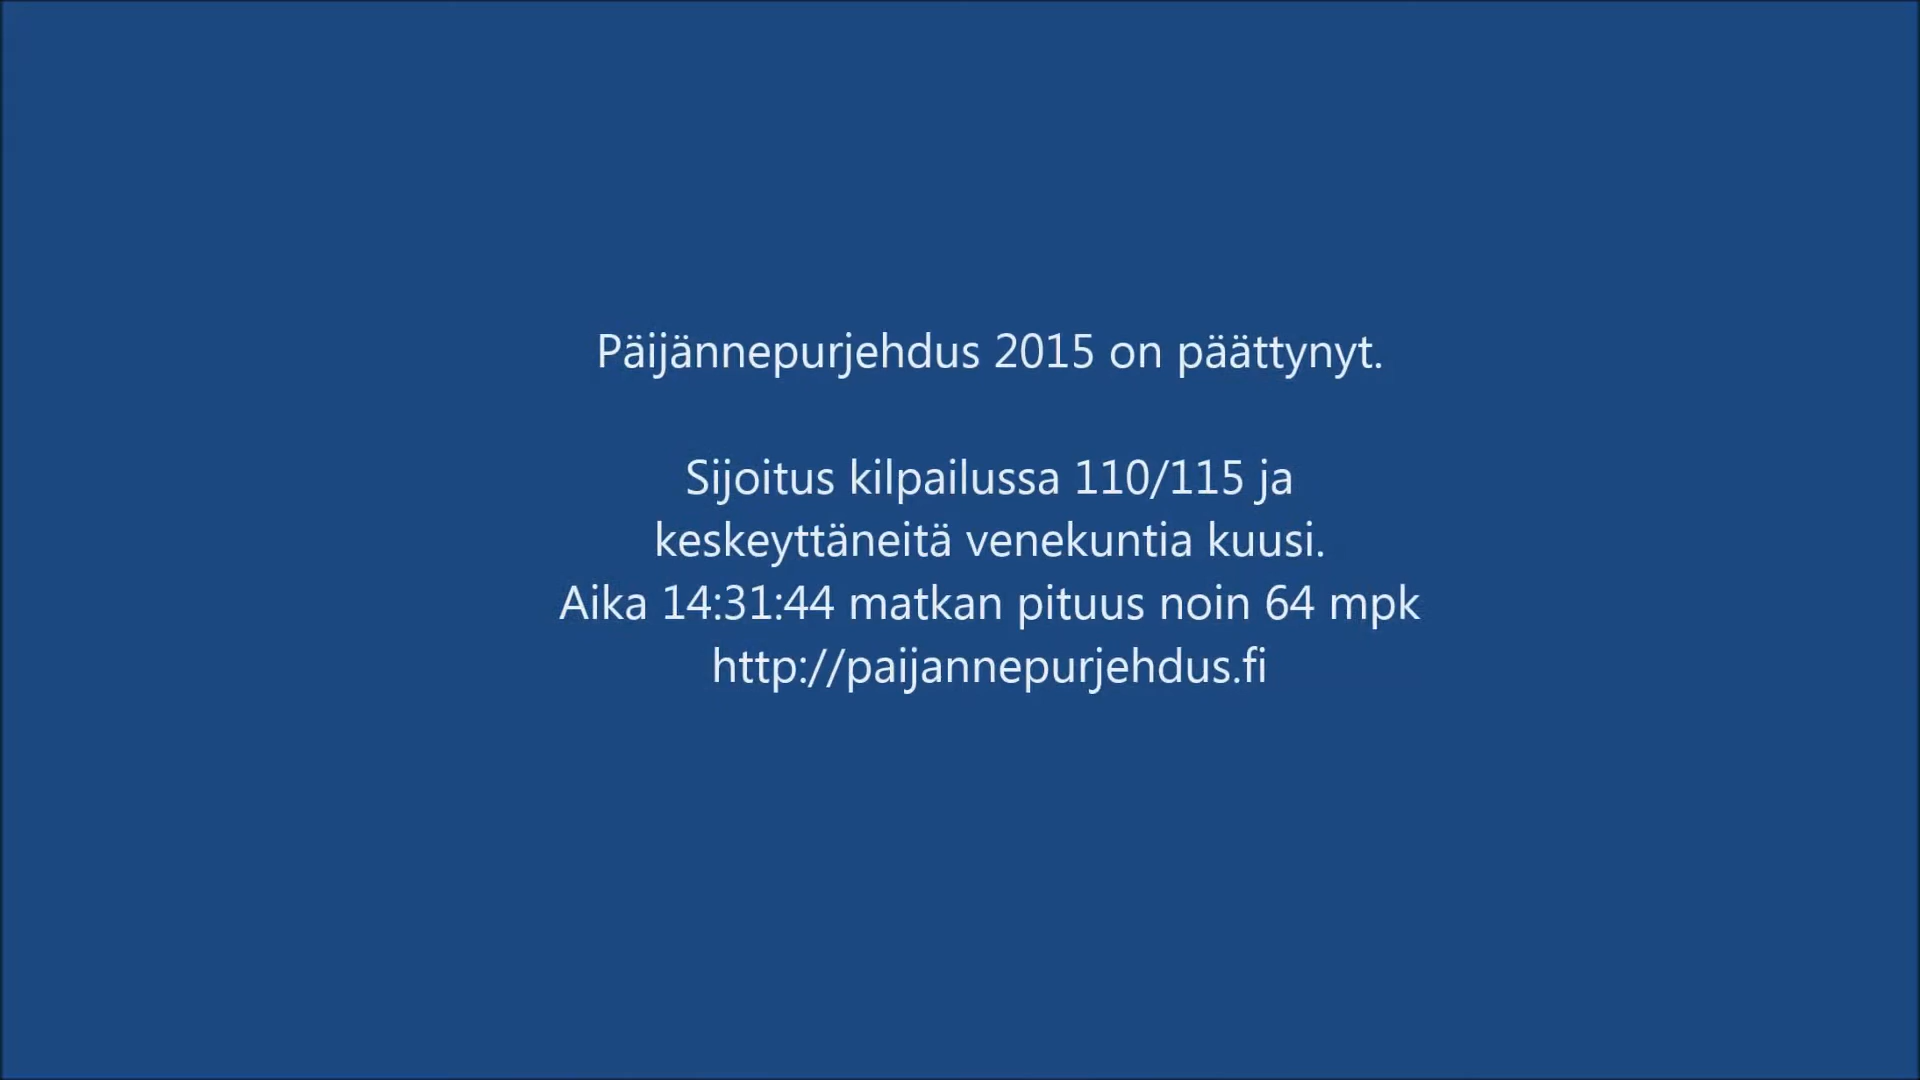 Päijännepurjehdus 2015 on päättynyt.
Sijoitus kilpailussa 110/115 ja
keskeyttäneitä venekuntia kuusi.
Aika 14:31:44 matkan pituus noin 64 mpk
http://paijannepurjehdus.fi